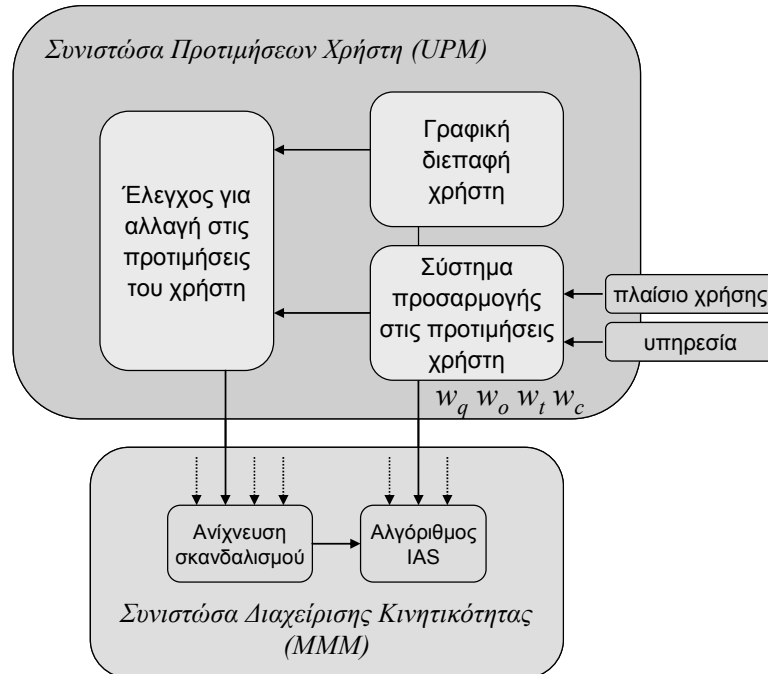 Συνιστώσα Προτιμήσεων Χρήστη (UPM)
Γραφική
διεπαφή
χρήστη
Έλεγχος για
αλλαγή στις
προτιμήσεις
του χρήστη
Σύστημα
προσαρμογής
στις προτιμήσεις
χρήστη
πλαίσιο χρήσης
υπηρεσία
w_q w_o w_t w_c
Ανίχνευση
σκανδαλισμού
Αλγόριθμος
IAS
Συνιστώσα Διαχείρισης Κινητικότητας
(MMM)